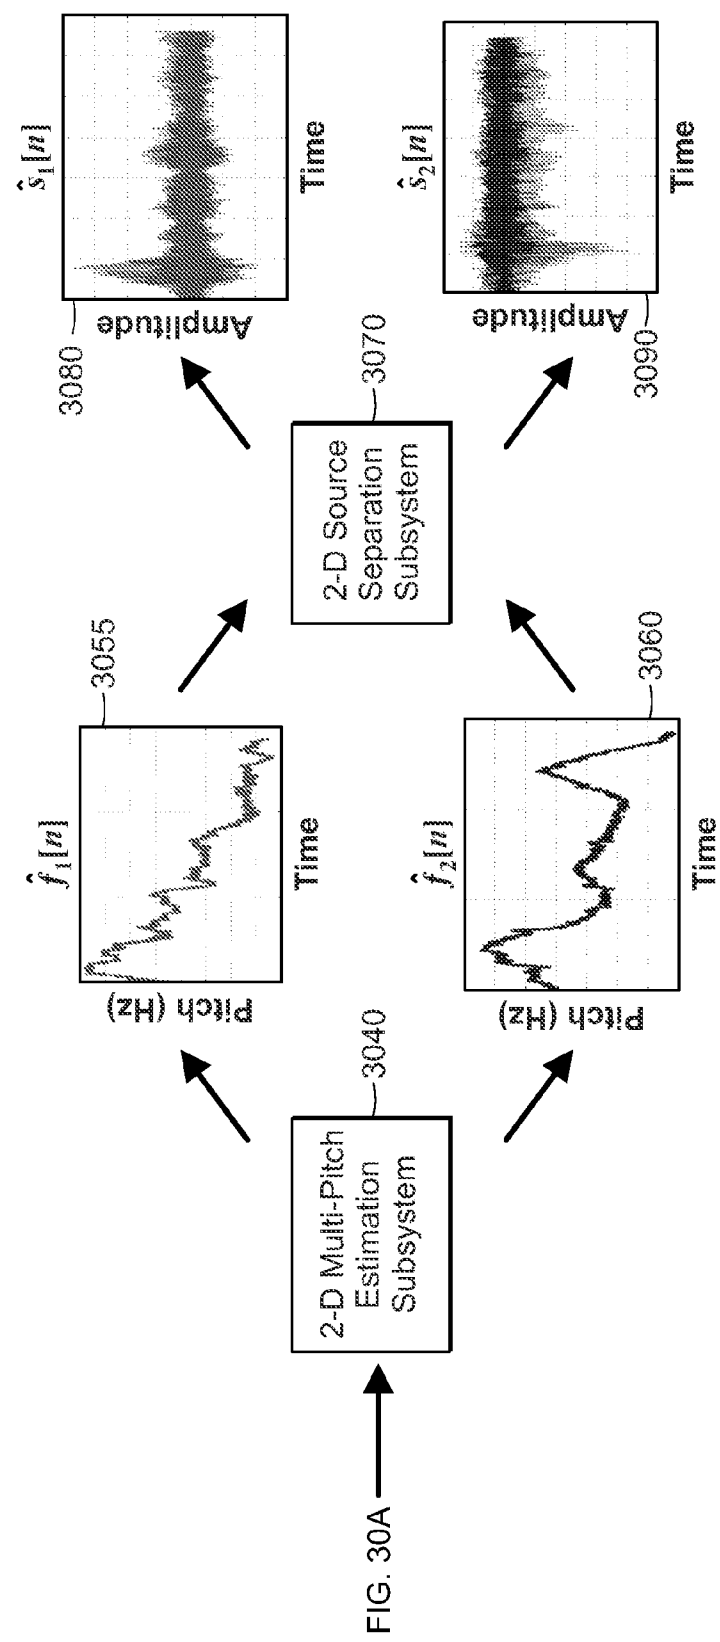 FIG. 30A
2-D Multi-Pitch
Estimation
Subsystem
3040
f̂₁[n]
3055
Pitch (Hz)
Time
f̂₂[n]
3060
Pitch (Hz)
Time
2-D Source
Separation
Subsystem
3070
ŝ₁[n]
3080
Amplitude
Time
ŝ₂[n]
3090
Amplitude
Time